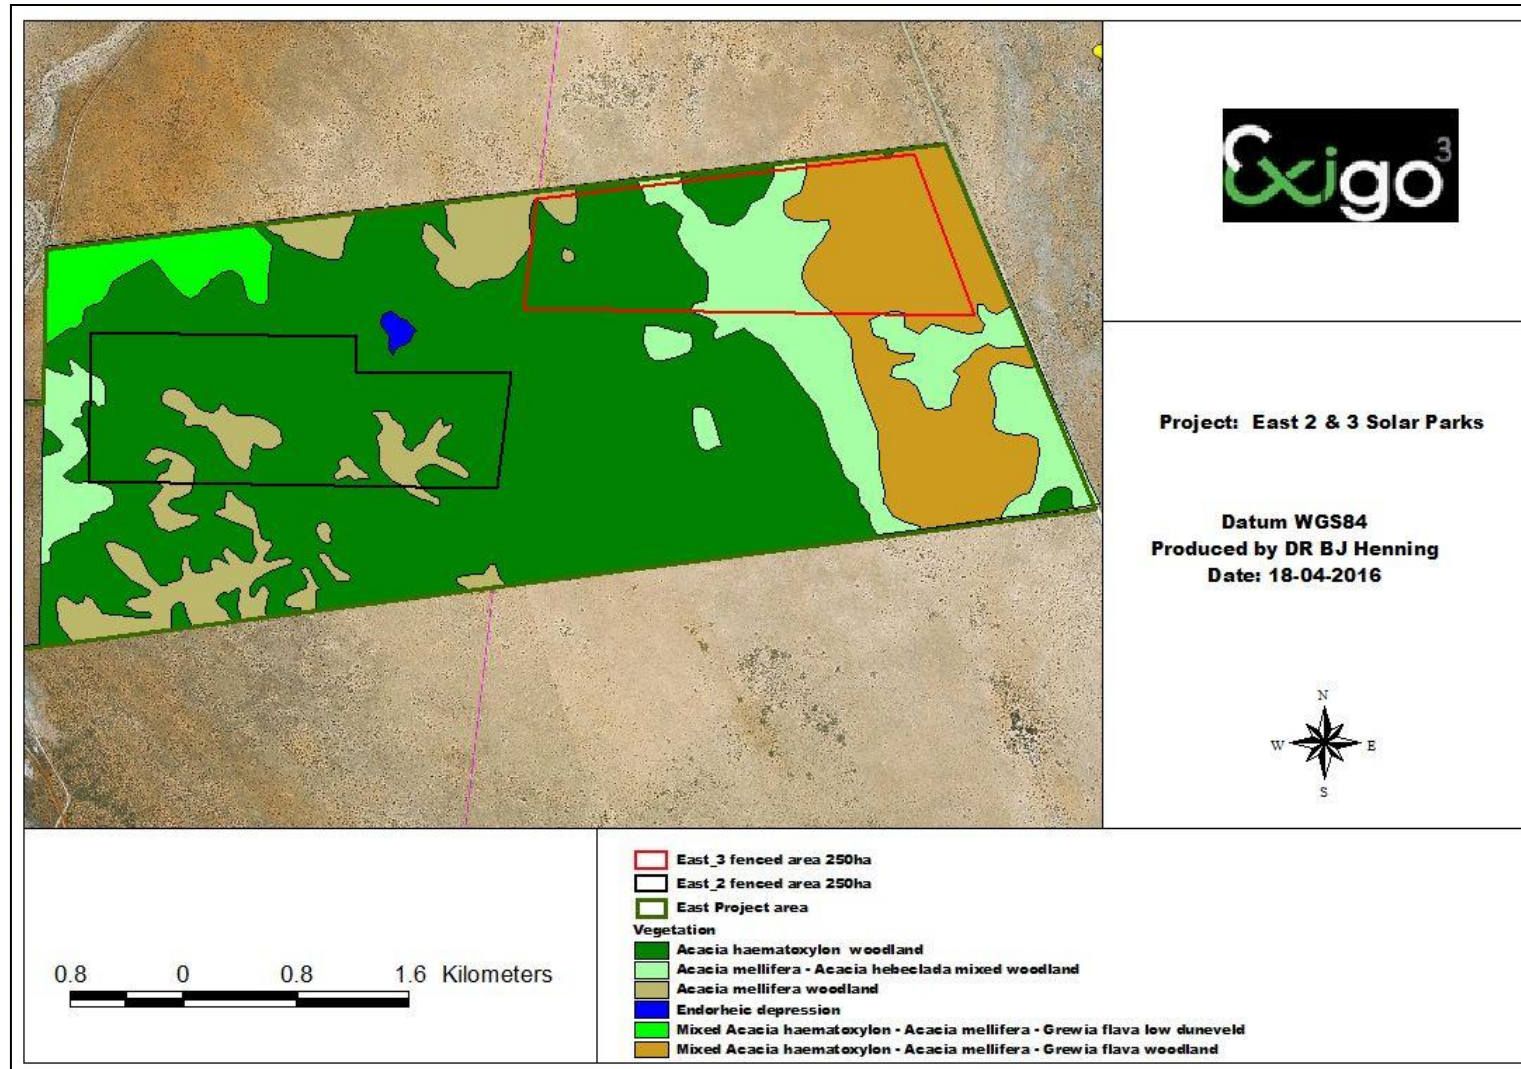 Exigo3
Project: East 2 & 3 Solar Parks
Datum WGS84
Produced by DR BJ Henning
Date: 18-04-2016
N
W E
S
0.8 0 0.8 1.6 Kilometers
East_3 fenced area 250ha
East_2 fenced area 250ha
East Project area
Vegetation
Acacia haematoxylon woodland
Acacia mellifera - Acacia hebeclada mixed woodland
Acacia mellifera woodland
Endorheic depression
Mixed Acacia haematoxylon - Acacia mellifera - Grewia flava low duneveld
Mixed Acacia haematoxylon - Acacia mellifera - Grewia flava woodland